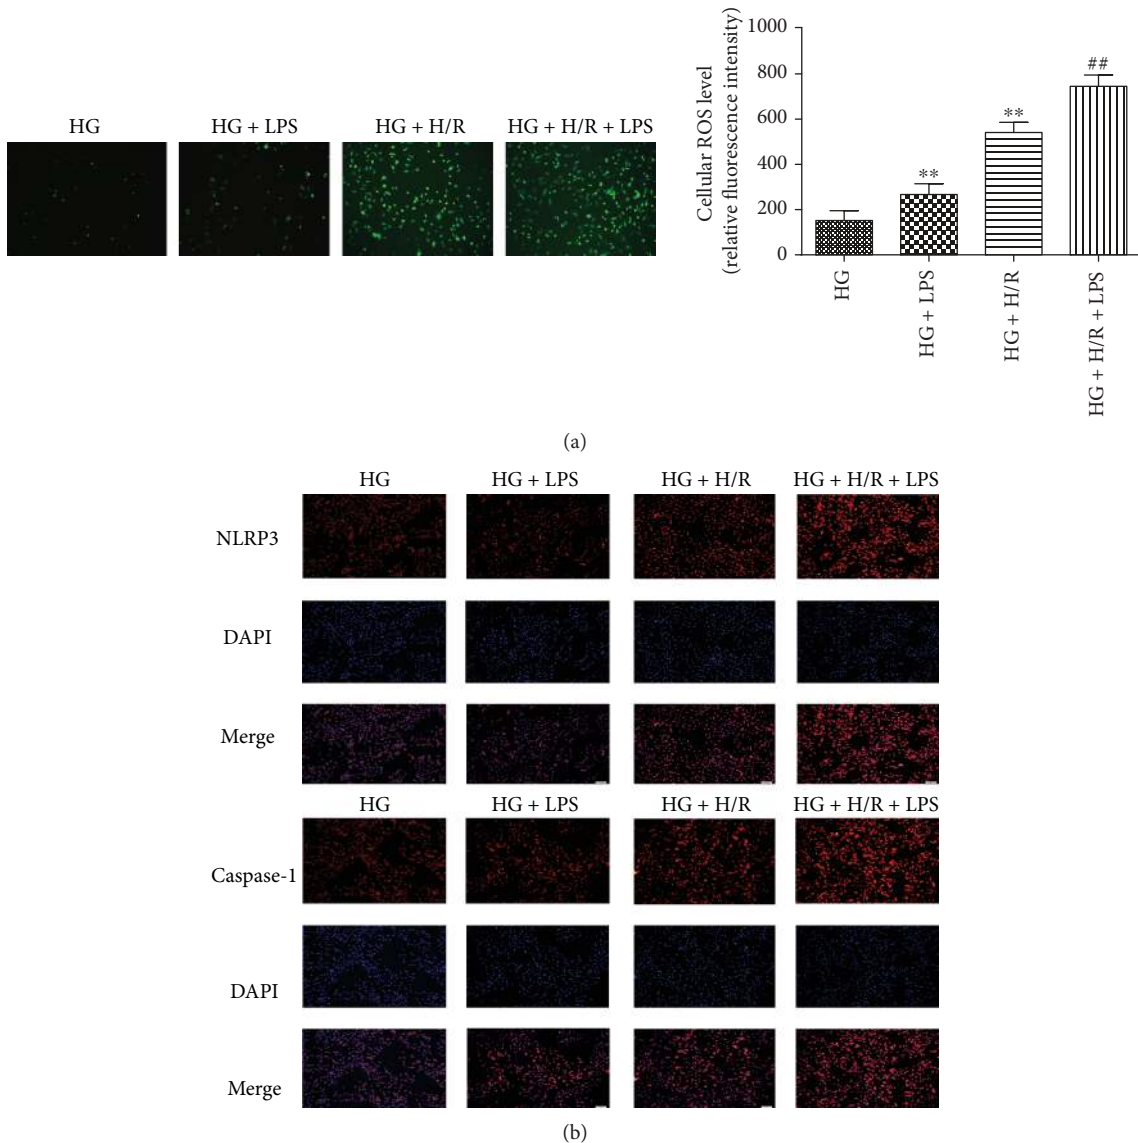 HG
HG + LPS
HG + H/R
HG + H/R + LPS
Cellular ROS level
(relative fluorescence intensity)
1000
800
600
400
200
0
**
**
##
HG
HG + LPS
HG + H/R
HG + H/R + LPS
(a)
HG
HG + LPS
HG + H/R
HG + H/R + LPS
NLRP3
DAPI
Merge
HG
HG + LPS
HG + H/R
HG + H/R + LPS
Caspase-1
DAPI
Merge
(b)